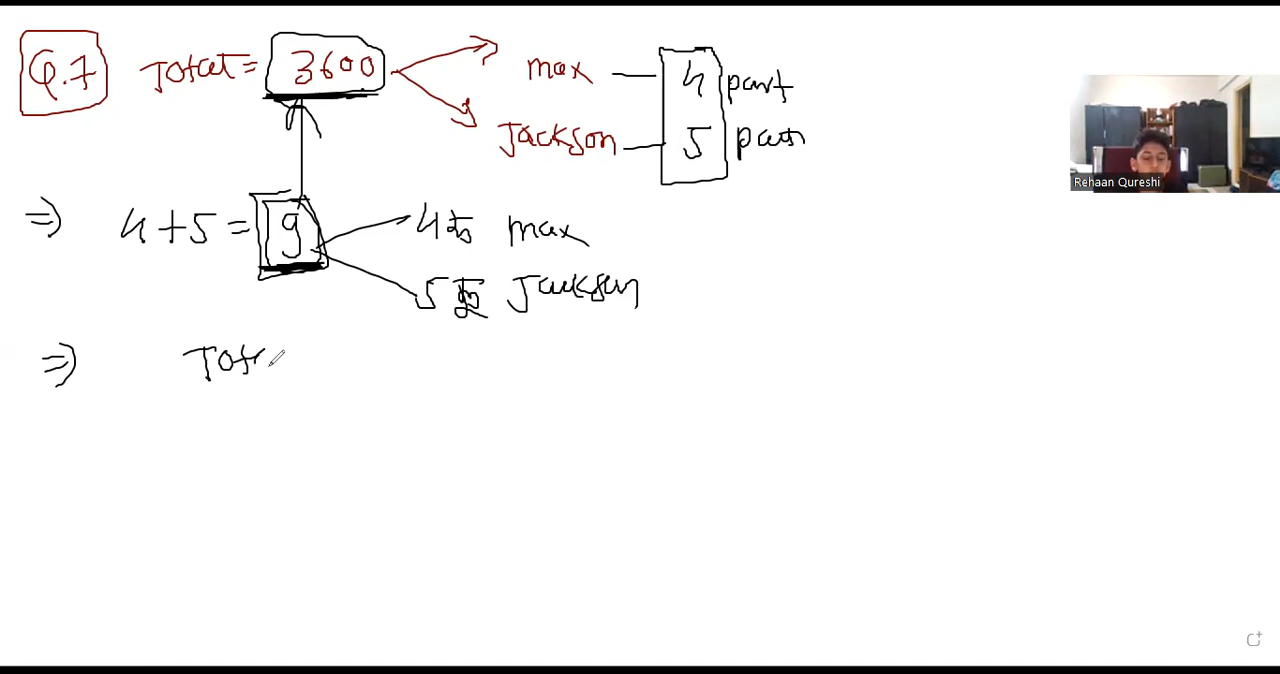 Q.7 Total = 3600 max 4 part
Jackson 5 part
⇒ 4+5 = 9 4 to max
5 Jackson
⇒ Tot
Rehaan Qureshi